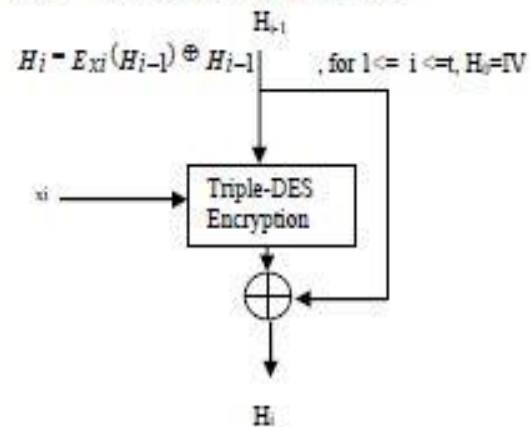 Hi-1
Hi = Exi(Hi-1) ⊕ Hi-1 , for 1<= i <=t, H0=IV
xi
Triple-DES
Encryption
Hi